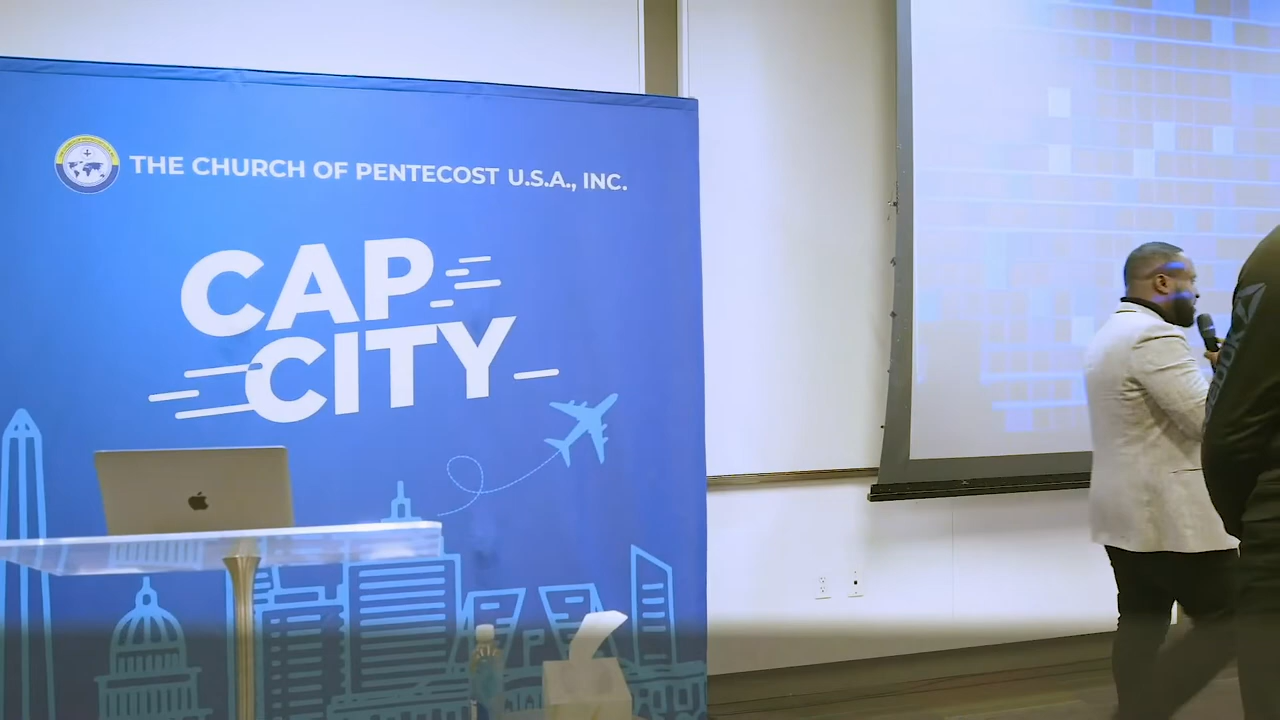 THE CHURCH OF PENTECOST U.S.A., INC.
CAP
CITY